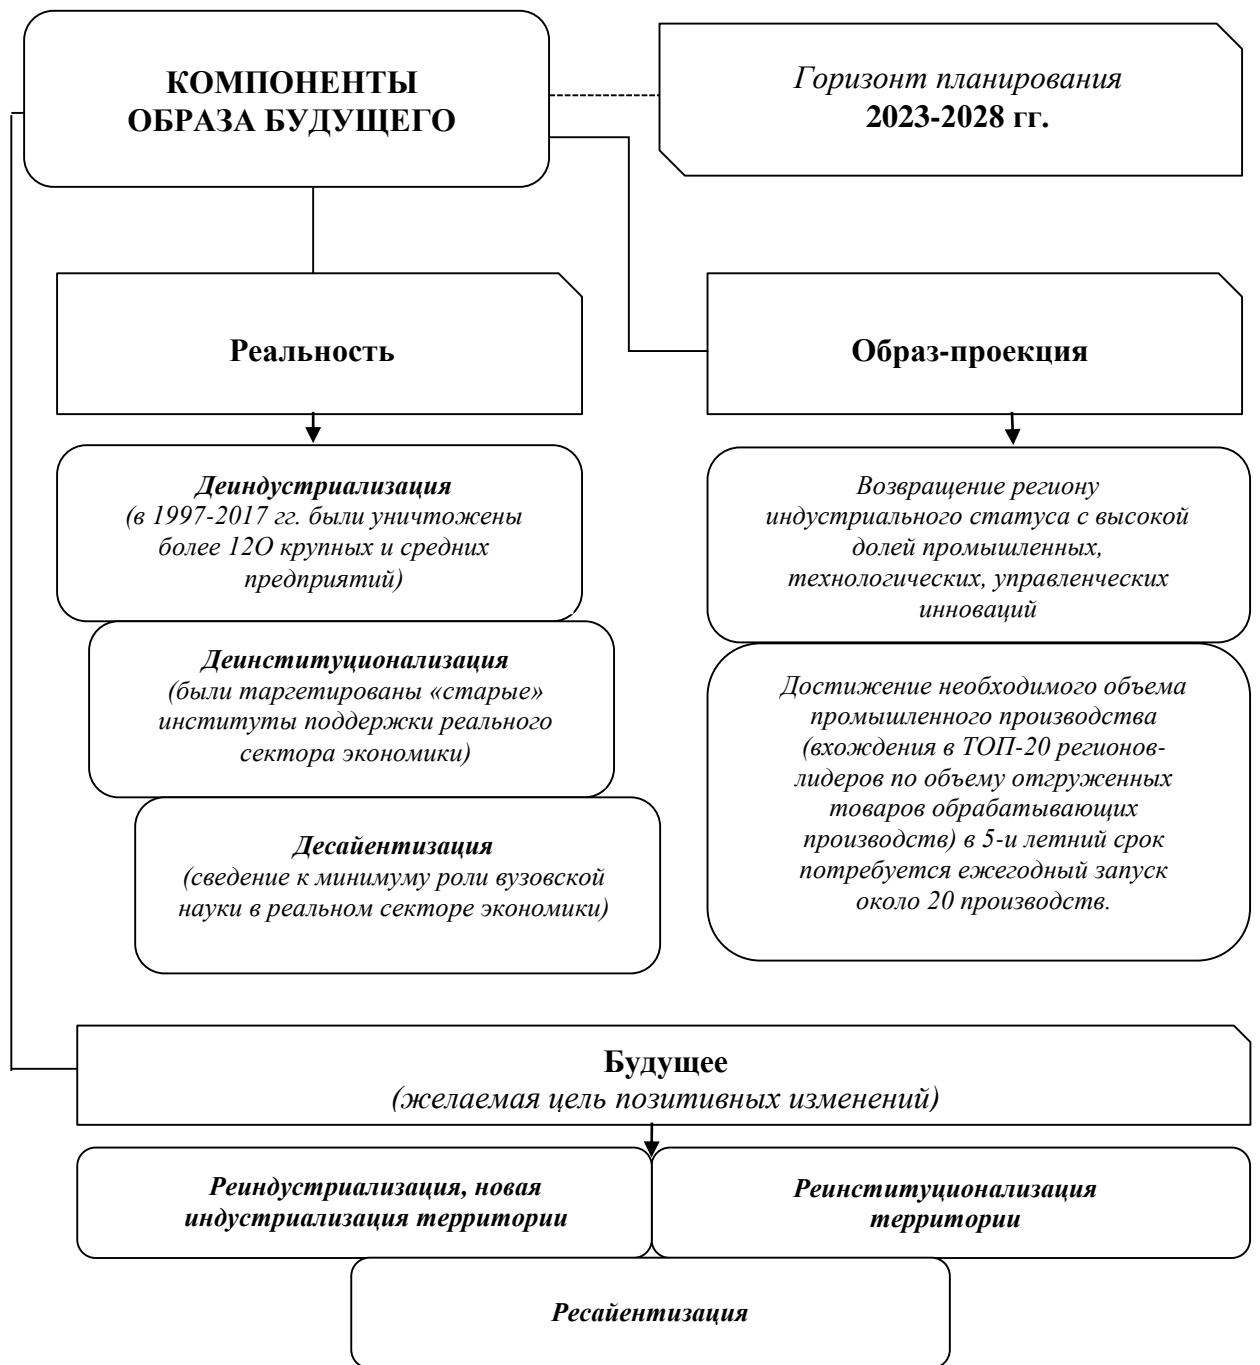 КОМПОНЕНТЫ
ОБРАЗА БУДУЩЕГО
Горизонт планирования
2023-2028 гг.
Реальность
Образ-проекция
Деиндустриализация
(в 1997-2017 гг. были уничтожены
более 12О крупных и средних
предприятий)
Деинституционализация
(были таргетированы «старые»
институты поддержки реального
сектора экономики)
Десайентизация
(сведение к минимуму роли вузовской
науки в реальном секторе экономики)
Возвращение региону
индустриального статуса с высокой
долей промышленных,
технологических, управленческих
инноваций
Достижение необходимого объема
промышленного производства
(вхождения в ТОП-20 регионов-
лидеров по объему отгруженных
товаров обрабатывающих
производств) в 5-и летний срок
потребуется ежегодный запуск
около 20 производств.
Будущее
(желаемая цель позитивных изменений)
Реиндустриализация, новая
индустриализация территории
Реинституционализация
территории
Ресайентизация